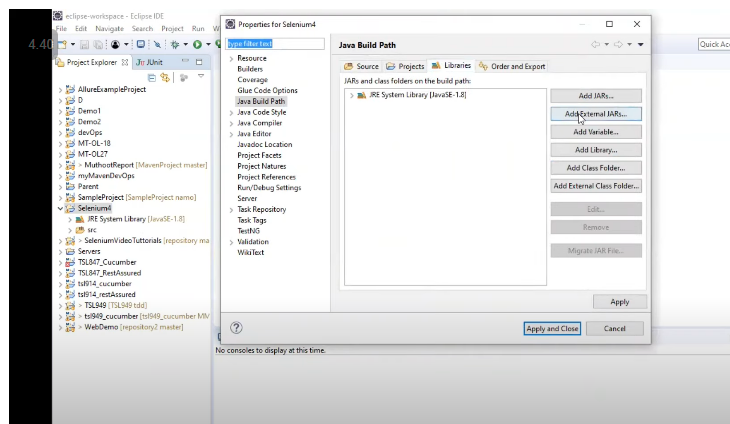 eclipse-workspace - Eclipse IDE
File Edit Navigate Search Project Run W
4.40
Project Explorer JUnit
AllureExampleProject
D
Demo1
Demo2
devOps
MT-OL-18
MT-OL27
> MuthootReport [MavenProject master]
myMavenDevOps
Parent
SampleProject [SampleProject namo]
Selenium4
JRE System Library [JavaSE-1.8]
src
> SeleniumVideoTuttorials [repository ma
Servers
TSL847_Cucumber
TSL847_RestAssured
tsl914_cucumber
tsl914_restAssured
> TSL949 [TSL949 tdd]
> tsl949_cucumber [tsl949_cucumber MM
> WebDemo [repository2 master]
Properties for Selenium4
type filter text
Resource
Builders
Coverage
Glue Code Options
Java Build Path
Java Code Style
Java Compiler
Java Editor
Javadoc Location
Project Facets
Project Natures
Project References
Run/Debug Settings
Server
Task Repository
Task Tags
TestNG
Validation
WikiText
Java Build Path
Source Projects Libraries Order and Export
JARs and class folders on the build path:
JRE System Library [JavaSE-1.8]
Add JARs...
Add External JARs...
Add Variable...
Add Library...
Add Class Folder...
Add External Class Folder...
Edit...
Remove
Migrate JAR File...
Apply
Apply and Close Cancel
Quick Acc
No consoles to display at this time.